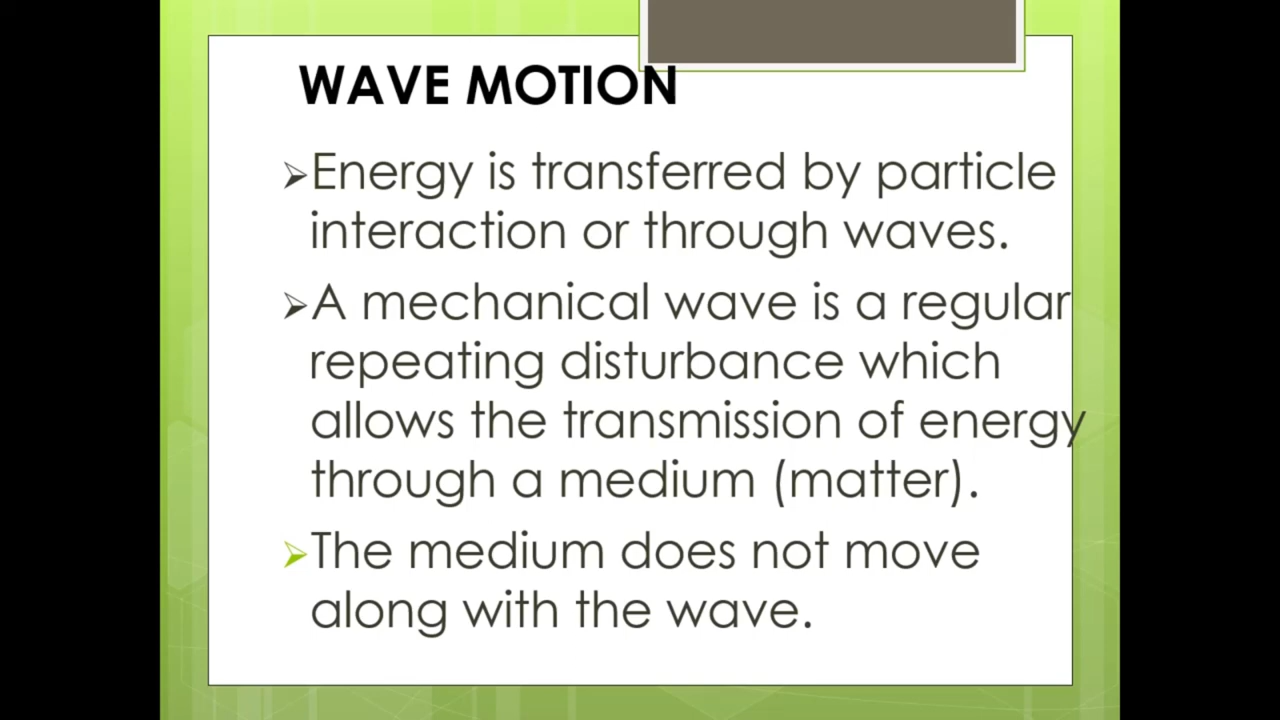 WAVE MOTION
➢Energy is transferred by particle
interaction or through waves.
➢A mechanical wave is a regular
repeating disturbance which
allows the transmission of energy
through a medium (matter).
➢The medium does not move
along with the wave.